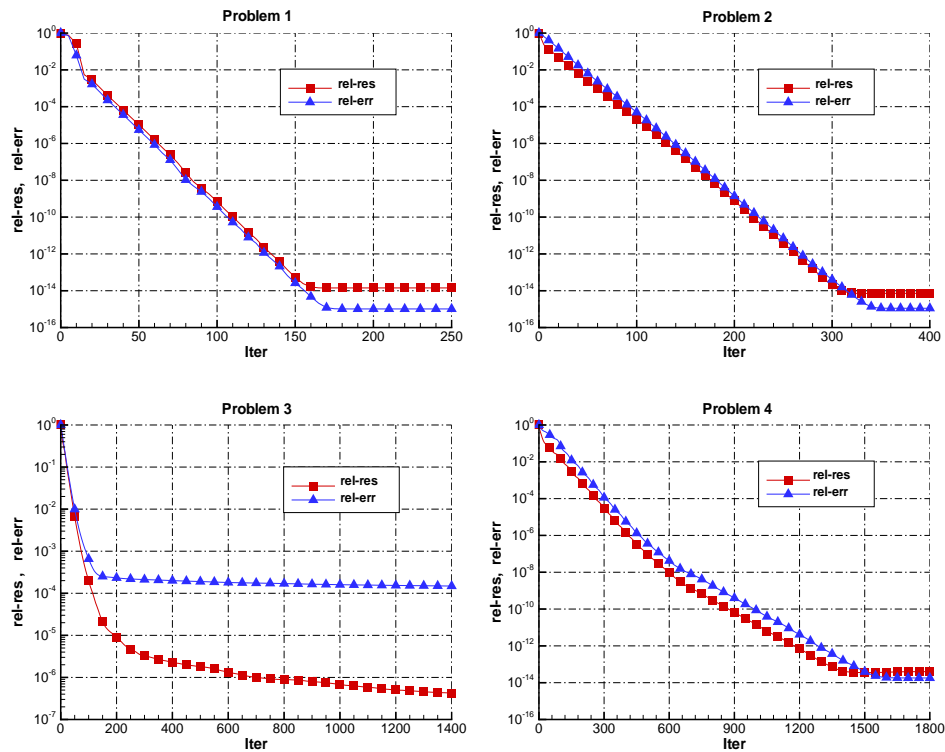 Problem 1
rel-res, rel-err
10^0
10^-2
10^-4
10^-6
10^-8
10^-10
10^-12
10^-14
10^-16
rel-res
rel-err
0 50 100 150 200 250
Iter
Problem 2
rel-res, rel-err
10^0
10^-2
10^-4
10^-6
10^-8
10^-10
10^-12
10^-14
10^-16
rel-res
rel-err
0 100 200 300 400
Iter
Problem 3
rel-res , rel-err
10^0
10^-1
10^-2
10^-3
10^-4
10^-5
10^-6
10^-7
rel-res
rel-err
0 200 400 600 800 1000 1200 1400
Iter
Problem 4
rel-res, rel-err
10^0
10^-2
10^-4
10^-6
10^-8
10^-10
10^-12
10^-14
10^-16
rel-res
rel-err
0 300 600 900 1200 1500 1800
Iter